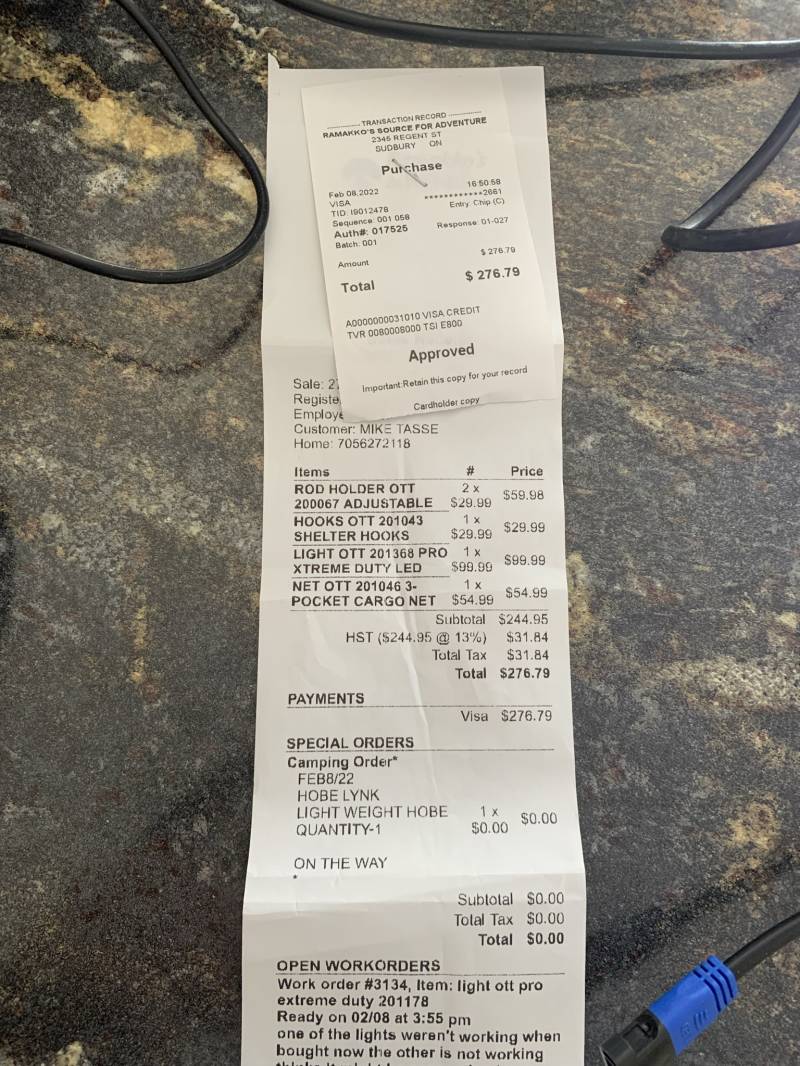 TRANSACTION RECORD
RAMAKKO'S SOURCE FOR ADVENTURE
2345 REGENT ST
SUDBURY ON
Purchase
Feb 08,2022 16:50:58
VISA ************2661
TID: I9012478 Entry: Chip (C)
Sequence: 001 058
Auth#: 017525 Response: 01-027
Batch: 001
Amount $ 276.79
Total $ 276.79
A0000000031010 VISA CREDIT
TVR 0080008000 TSI E800
Approved
Important:Retain this copy for your record
Cardholder copy
Sale: 2
Registe
Employe
Customer: MIKE TASSE
Home: 7056272118
Items # Price
ROD HOLDER OTT 2 x
200067 ADJUSTABLE $29.99 $59.98
HOOKS OTT 201043 1 x
SHELTER HOOKS $29.99 $29.99
LIGHT OTT 201368 PRO 1 x
XTREME DUTY LED $99.99 $99.99
NET OTT 201046 3- 1 x
POCKET CARGO NET $54.99 $54.99
Subtotal $244.95
HST ($244.95 @ 13%) $31.84
Total Tax $31.84
Total $276.79
PAYMENTS
Visa $276.79
SPECIAL ORDERS
Camping Order*
FEB8/22
HOBE LYNK
LIGHT WEIGHT HOBE 1 x
QUANTITY-1 $0.00 $0.00
ON THE WAY
*
Subtotal $0.00
Total Tax $0.00
Total $0.00
OPEN WORKORDERS
Work order #3134, Item: light ott pro
extreme duty 201178
Ready on 02/08 at 3:55 pm
one of the lights weren't working when
bought now the other is not working